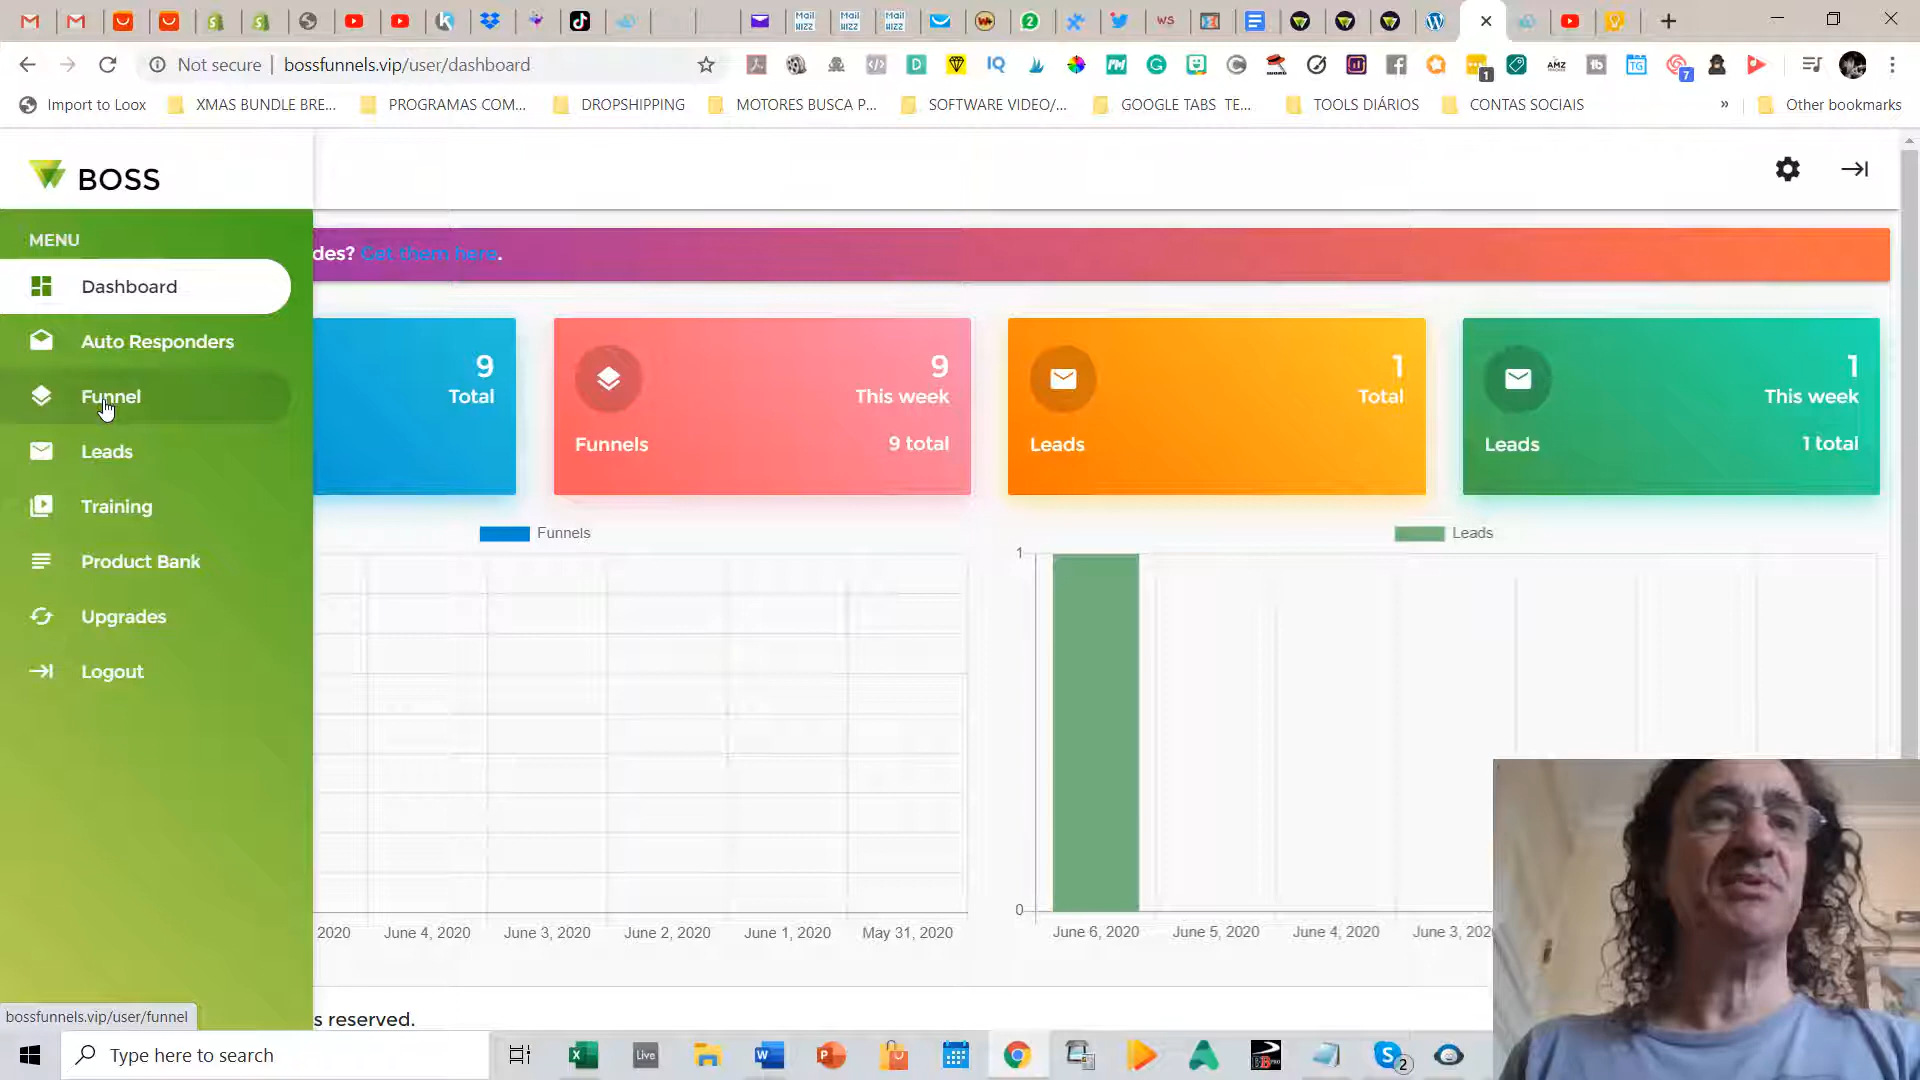 Not secure | bossfunnels.vip/user/dashboard
Import to Loox XMAS BUNDLE BRE... PROGRAMAS COM... DROPSHIPPING MOTORES BUSCA P... SOFTWARE VIDEO/... GOOGLE TABS TE... TOOLS DIÁRIOS CONTAS SOCIAIS » Other bookmarks
BOSS
MENU
Dashboard
Auto Responders
Funnel
Leads
Training
Product Bank
Upgrades
Logout
des? Get them here.
9
Total
9
This week
Funnels 9 total
1
Total
Leads
1
This week
Leads 1 total
Funnels
2020 June 4, 2020 June 3, 2020 June 2, 2020 June 1, 2020 May 31, 2020
Leads
1
0
June 6, 2020 June 5, 2020 June 4, 2020 June 3, 202
s reserved.
bossfunnels.vip/user/funnel
Type here to search
Live
2